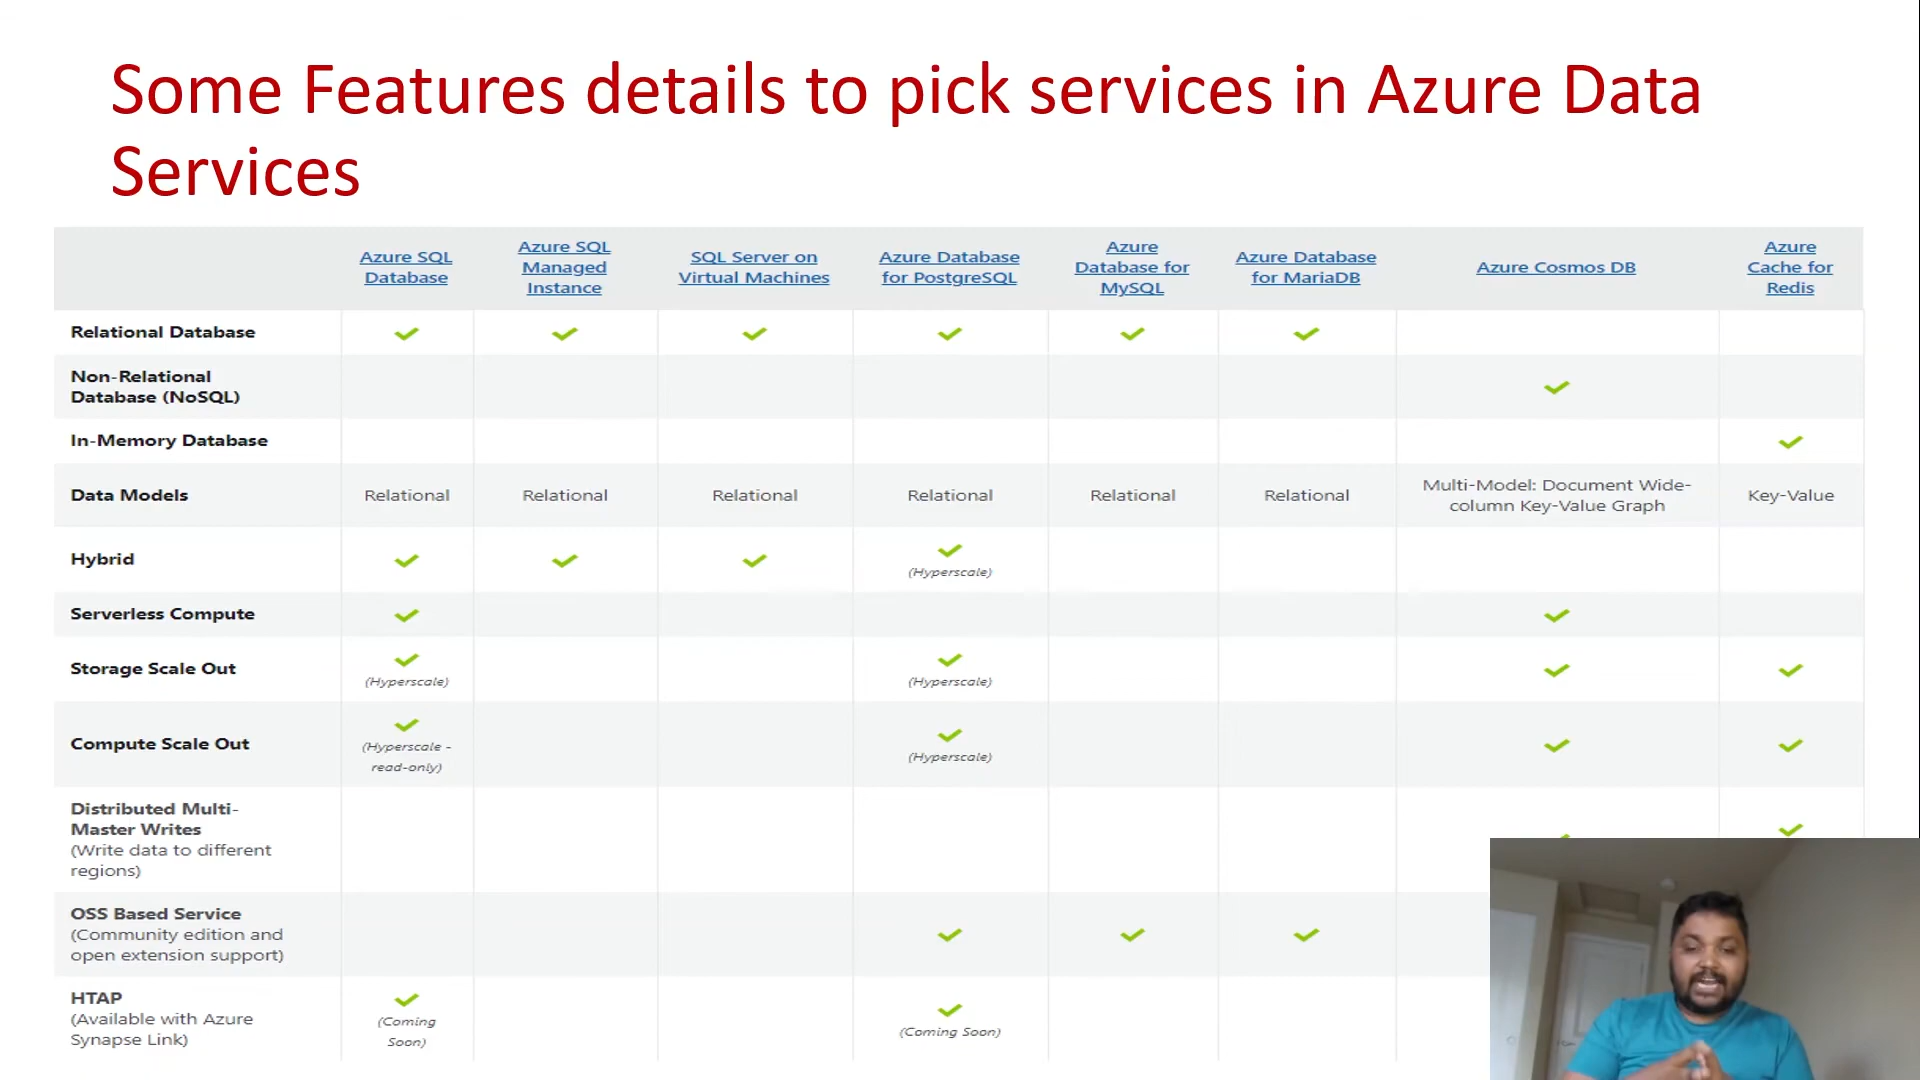 Some Features details to pick services in Azure Data
Services
Azure SQL
Database
Azure SQL
Managed
Instance
SQL Server on
Virtual Machines
Azure Database
for PostgreSQL
Azure
Database for
MySQL
Azure Database
for MariaDB
Azure Cosmos DB
Azure
Cache for
Redis
Relational Database
Non-Relational
Database (NoSQL)
In-Memory Database
Data Models
Relational
Relational
Relational
Relational
Relational
Relational
Multi-Model: Document Wide-
column Key-Value Graph
Key-Value
Hybrid
(Hyperscale)
Serverless Compute
Storage Scale Out
(Hyperscale)
(Hyperscale)
Compute Scale Out
(Hyperscale -
read-only)
(Hyperscale)
Distributed Multi-
Master Writes
(Write data to different
regions)
OSS Based Service
(Community edition and
open extension support)
HTAP
(Available with Azure
Synapse Link)
(Coming
Soon)
(Coming Soon)